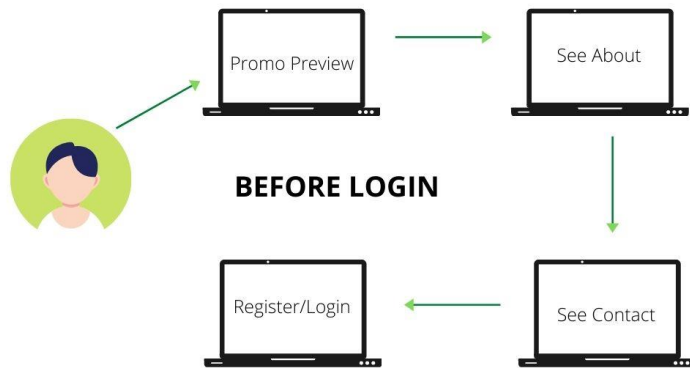 Promo Preview
See About
BEFORE LOGIN
Register/Login
See Contact